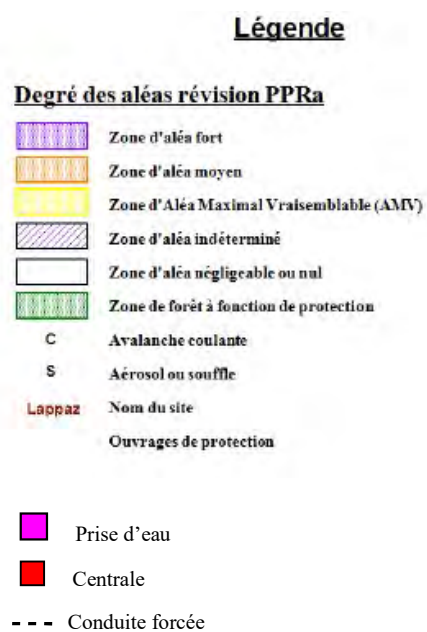 Légende
Degré des aléas révision PPRa
Zone d'aléa fort
Zone d'aléa moyen
Zone d'Aléa Maximal Vraisemblable (AMV)
Zone d'aléa indéterminé
Zone d'aléa négligeable ou nul
Zone de forêt à fonction de protection
C Avalanche coulante
S Aérosol ou souffle
Lappaz Nom du site
Ouvrages de protection
Prise d'eau
Centrale
Conduite forcée